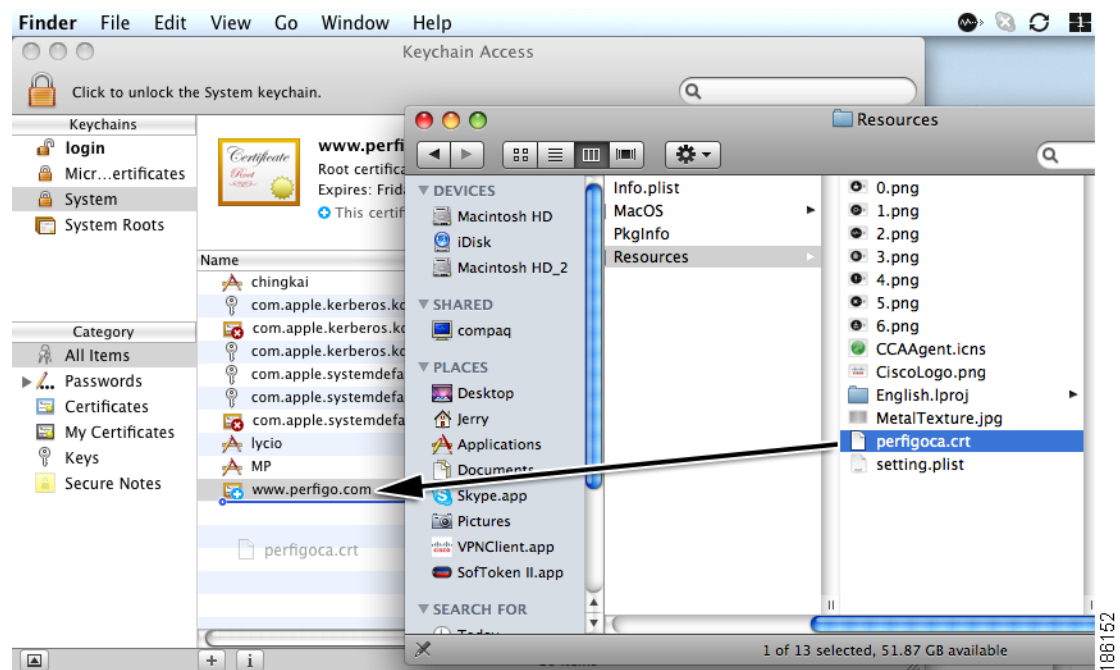 Finder File Edit View Go Window Help
Keychain Access
Click to unlock the System keychain.
Keychains
login
Micr...ertificates
System
System Roots
Category
All Items
Passwords
Certificates
My Certificates
Keys
Secure Notes
Certificate
Root
www.perfi
Root certifica
Expires: Frid
This certif
Name
chingkai
com.apple.kerberos.kd
com.apple.kerberos.kd
com.apple.kerberos.kd
com.apple.systemdefa
com.apple.systemdefa
com.apple.systemdefa
lycio
MP
www.perfigo.com
perfigoca.crt
Resources
DEVICES
Macintosh HD
iDisk
Macintosh HD_2
SHARED
compaq
PLACES
Desktop
Jerry
Applications
Documents
Skype.app
Pictures
VPNClient.app
SofToken II.app
SEARCH FOR
Today
Info.plist
MacOS
PkgInfo
Resources
0.png
1.png
2.png
3.png
4.png
5.png
6.png
CCAAgent.icns
CiscoLogo.png
English.lproj
MetalTexture.jpg
perfigoca.crt
setting.plist
1 of 13 selected, 51.87 GB available
186152